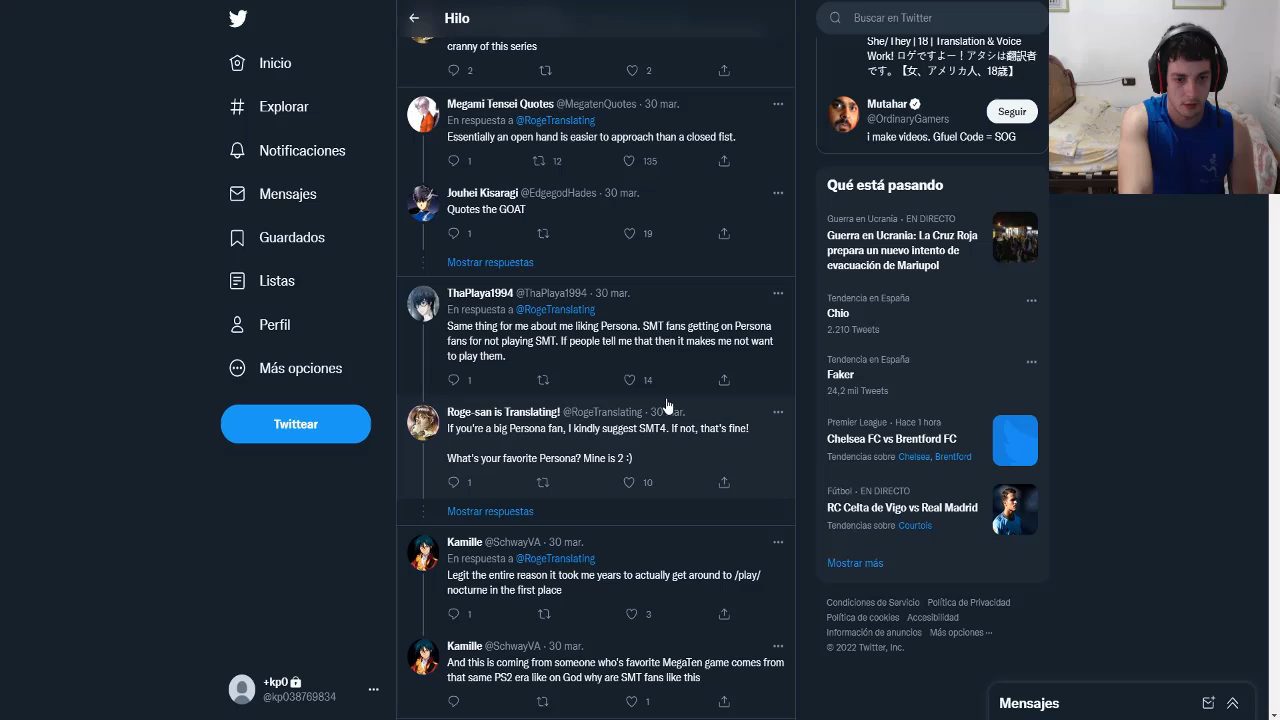 Hilo
Inicio
Explorar
Notificaciones
Mensajes
Guardados
Listas
Perfil
Más opciones
Twittear
+kp0
@kp038769834
cranny of this series
2 2
Megami Tensei Quotes @MegatenQuotes · 30 mar.
En respuesta a @RogeTranslating
Essentially an open hand is easier to approach than a closed fist.
1 12 135
Jouhei Kisaragi @EdgegodHades · 30 mar.
Quotes the GOAT
1 19
Mostrar respuestas
ThaPlaya1994 @ThaPlaya1994 · 30 mar.
En respuesta a @RogeTranslating
Same thing for me about me liking Persona. SMT fans getting on Persona
fans for not playing SMT. If people tell me that then it makes me not want
to play them.
1 14
Roge-san is Translating! @RogeTranslating · 30 mar.
If you're a big Persona fan, I kindly suggest SMT4. If not, that's fine!
What's your favorite Persona? Mine is 2 :)
1 10
Mostrar respuestas
Kamille @SchwayVA · 30 mar.
En respuesta a @RogeTranslating
Legit the entire reason it took me years to actually get around to /play/
nocturne in the first place
1 3
Kamille @SchwayVA · 30 mar.
And this is coming from someone who's favorite MegaTen game comes from
that same PS2 era like on God why are SMT fans like this
1
Buscar en Twitter
She/They | 18 | Translation & Voice
Work! ロゲですよー！アタシは翻訳者
です。【女、アメリカ人、18歳】
Mutahar
@OrdinaryGamers
Seguir
i make videos. Gfuel Code = SOG
Qué está pasando
Guerra en Ucrania · EN DIRECTO
Guerra en Ucrania: La Cruz Roja
prepara un nuevo intento de
evacuación de Mariupol
Tendencia en España
Chio
2.210 Tweets
Tendencia en España
Faker
24,2 mil Tweets
Premier League · Hace 1 hora
Chelsea FC vs Brentford FC
Tendencias sobre Chelsea, Brentford
Fútbol · EN DIRECTO
RC Celta de Vigo vs Real Madrid
Tendencias sobre Courtois
Mostrar más
Condiciones de Servicio Política de Privacidad
Política de cookies Accesibilidad
Información de anuncios Más opciones ···
© 2022 Twitter, Inc.
Mensajes